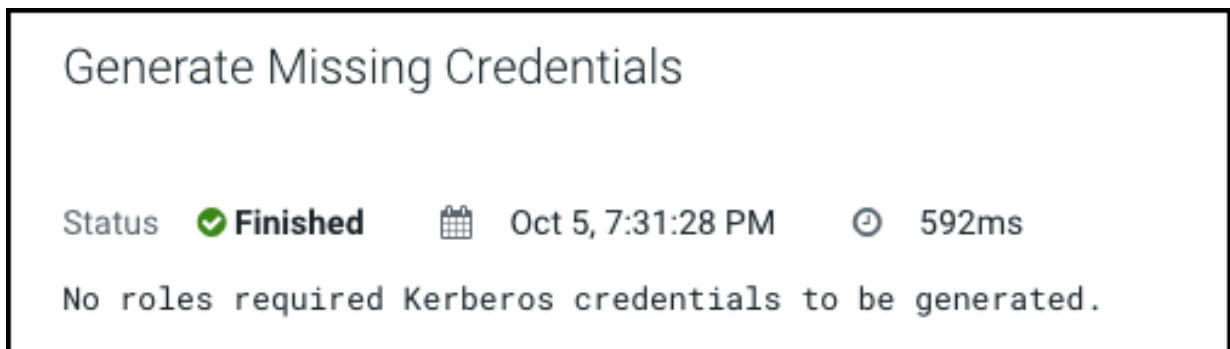 Generate Missing Credentials
Status Finished Oct 5, 7:31:28 PM 592ms
No roles required Kerberos credentials to be generated.